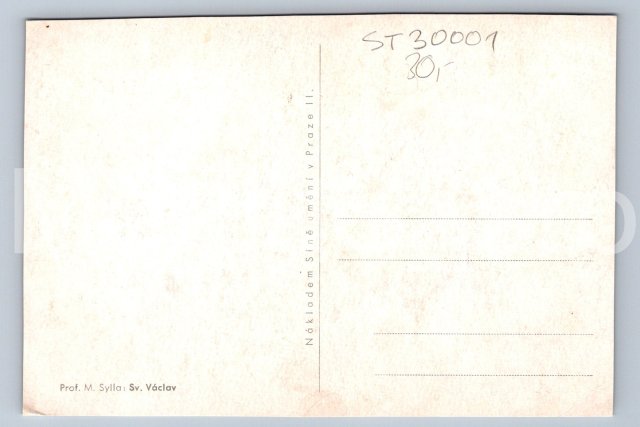 ST30001
30,-
Nákladem Síně umění v Praze II.
Prof. M. Sylla: Sv. Václav